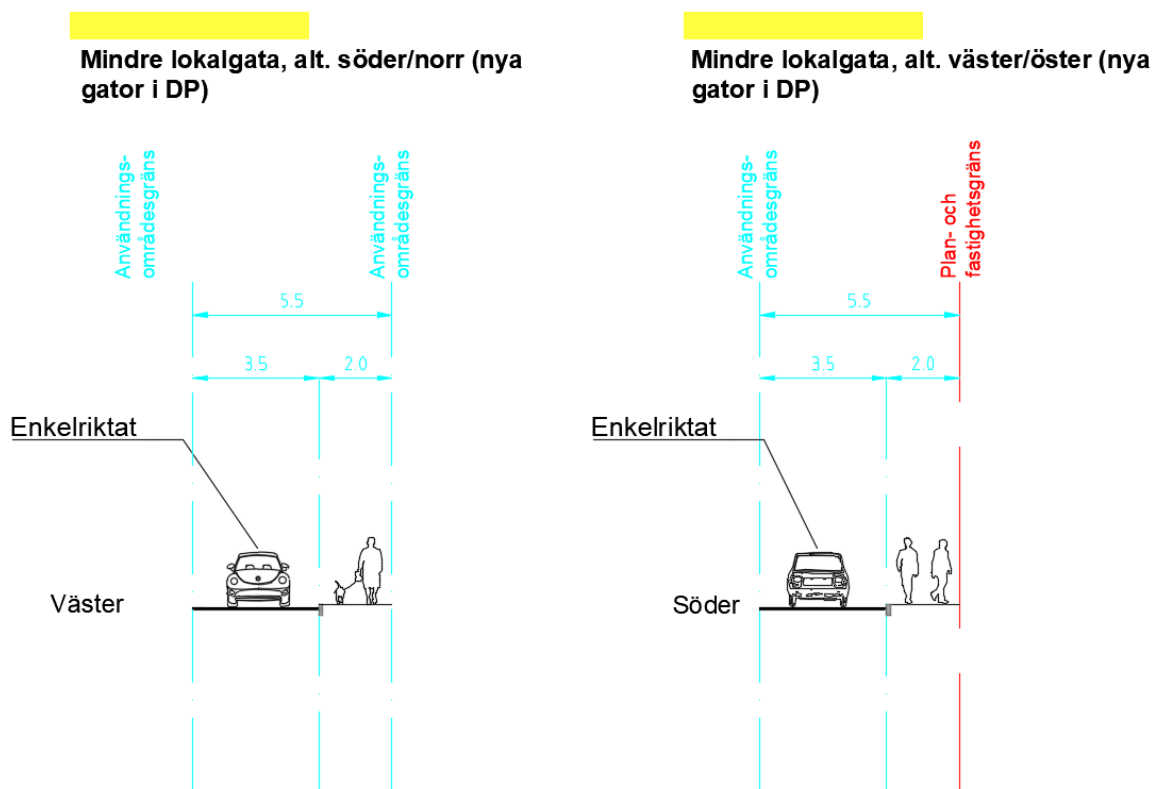 Mindre lokalgata, alt. söder/norr (nya
gator i DP)
Användnings-
områdesgräns
Användnings-
områdesgräns
5.5
3.5
2.0
Enkelriktat
Väster
Mindre lokalgata, alt. väster/öster (nya
gator i DP)
Användnings-
områdesgräns
Plan- och
fastighetsgräns
5.5
3.5
2.0
Enkelriktat
Söder